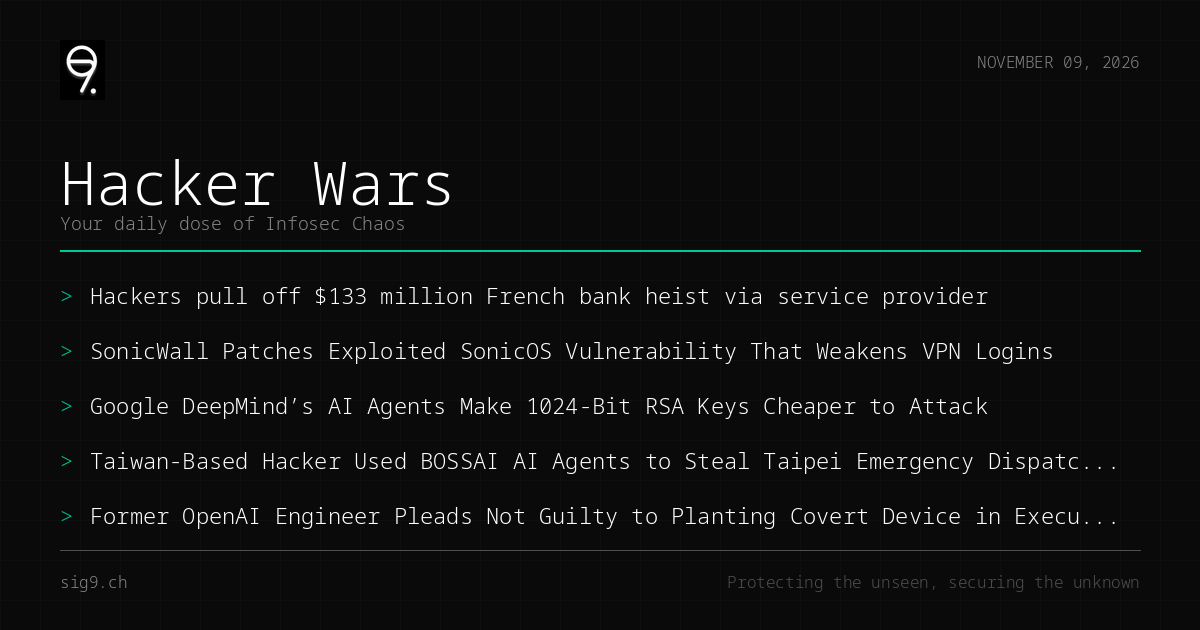 NOVEMBER 09, 2026
Hacker Wars
Your daily dose of Infosec Chaos
> Hackers pull off $133 million French bank heist via service provider
> SonicWall Patches Exploited SonicOS Vulnerability That Weakens VPN Logins
> Google DeepMind’s AI Agents Make 1024-Bit RSA Keys Cheaper to Attack
> Taiwan-Based Hacker Used BOSSAI AI Agents to Steal Taipei Emergency Dispatc...
> Former OpenAI Engineer Pleads Not Guilty to Planting Covert Device in Execu...
sig9.ch
Protecting the unseen, securing the unknown